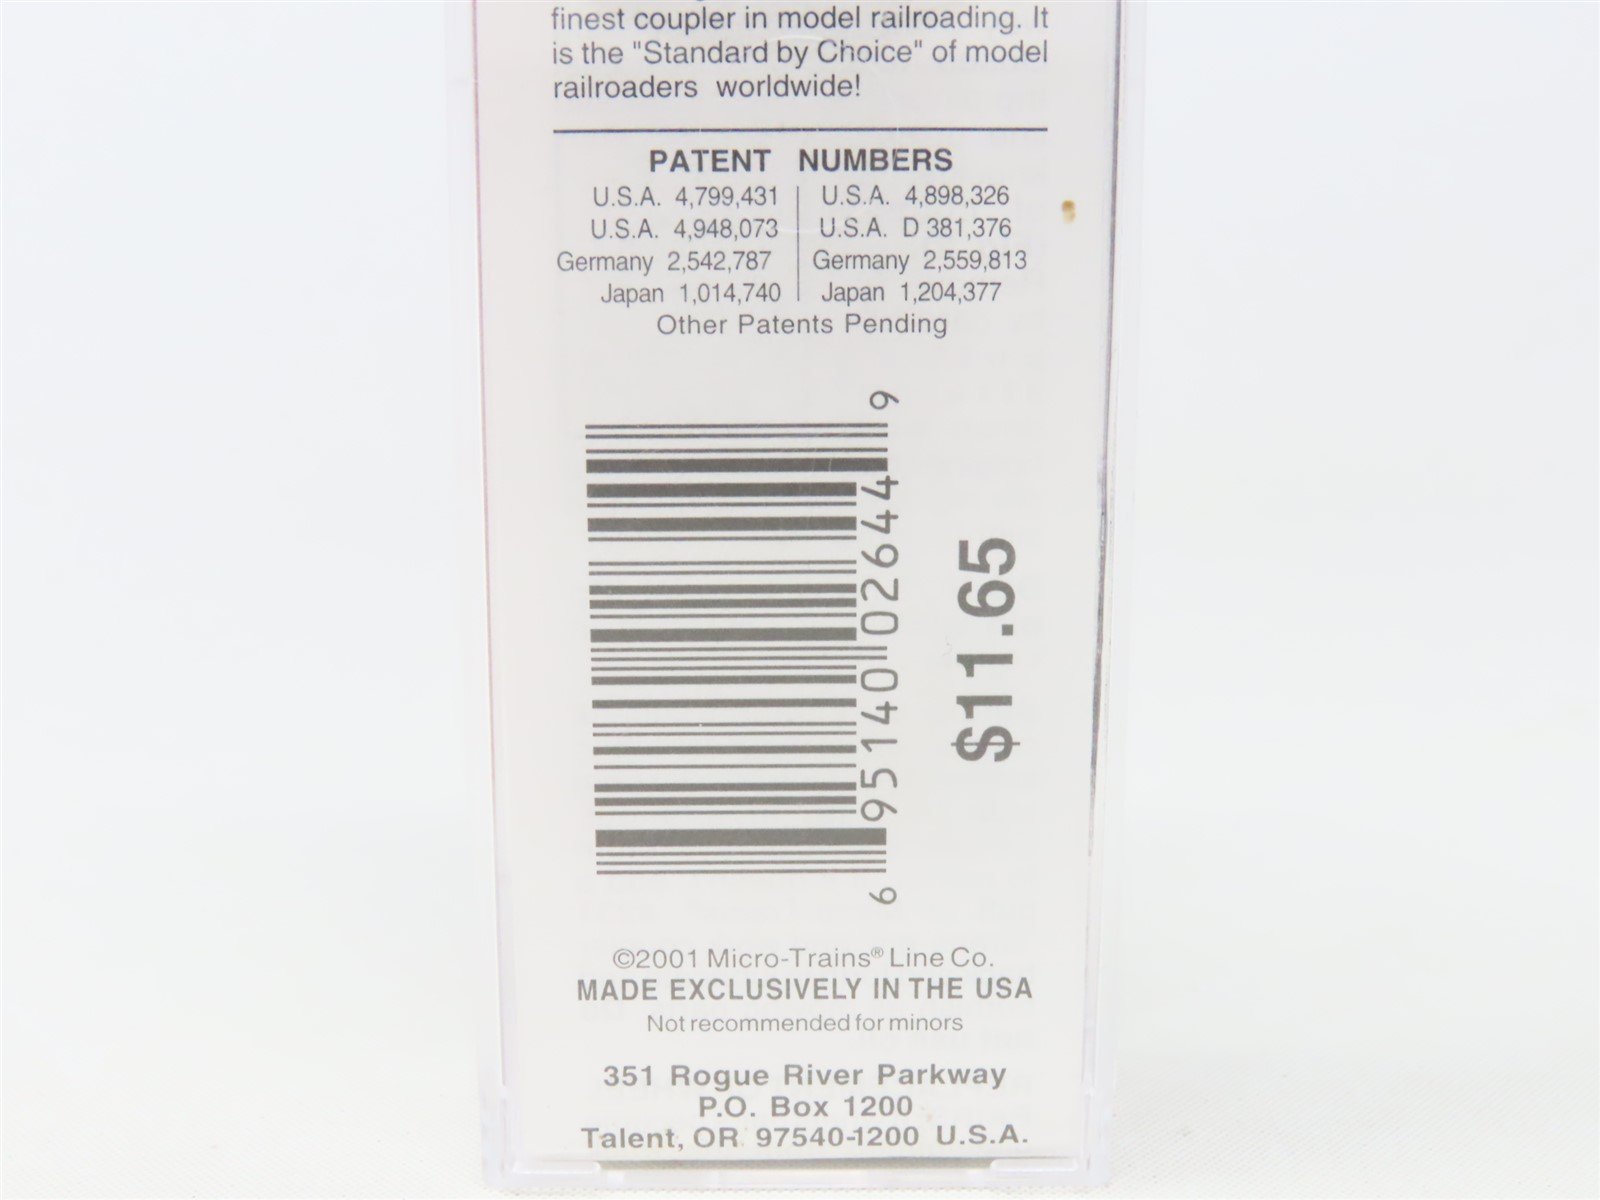 finest coupler in model railroading. It
is the "Standard by Choice" of model
railroaders worldwide!
PATENT NUMBERS
U.S.A. 4,799,431 | U.S.A. 4,898,326
U.S.A. 4,948,073 | U.S.A. D 381,376
Germany 2,542,787 | Germany 2,559,813
Japan 1,014,740 | Japan 1,204,377
Other Patents Pending
6 95140 02644 9
$11.65
©2001 Micro-Trains® Line Co.
MADE EXCLUSIVELY IN THE USA
Not recommended for minors
351 Rogue River Parkway
P.O. Box 1200
Talent, OR 97540-1200 U.S.A.